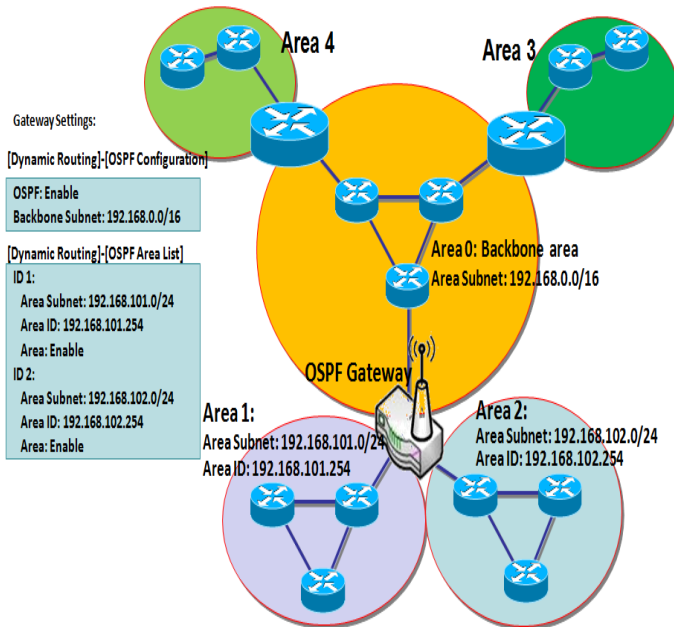 Area 4
Area 3
Gateway Settings:
[Dynamic Routing]-[OSPF Configuration]
OSPF: Enable
Backbone Subnet: 192.168.0.0/16
[Dynamic Routing]-[OSPF Area List]
ID 1:
Area Subnet: 192.168.101.0/24
Area ID: 192.168.101.254
Area: Enable
ID 2:
Area Subnet: 192.168.102.0/24
Area ID: 192.168.102.254
Area: Enable
Area 0: Backbone area
Area Subnet: 192.168.0.0/16
OSPF Gateway
Area 1:
Area Subnet: 192.168.101.0/24
Area ID: 192.168.101.254
Area 2:
Area Subnet: 192.168.102.0/24
Area ID: 192.168.102.254